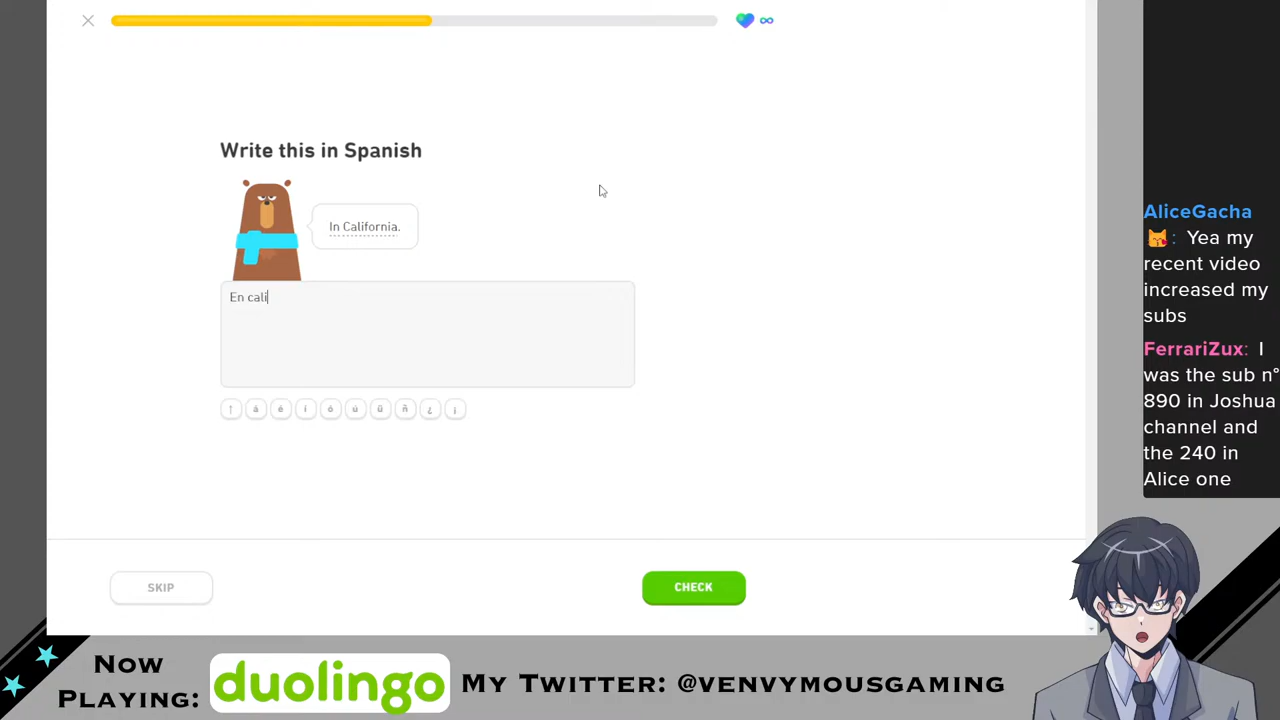 Write this in Spanish
In California.
En cali
↑ á é í ó ú ü ñ ¿ ¡
SKIP
CHECK
AliceGacha
: Yea my
recent video
increased my
subs
FerrariZux: I
was the sub n°
890 in Joshua
channel and
the 240 in
Alice one
Now
Playing:
duolingo
My Twitter: @venvymousgaming